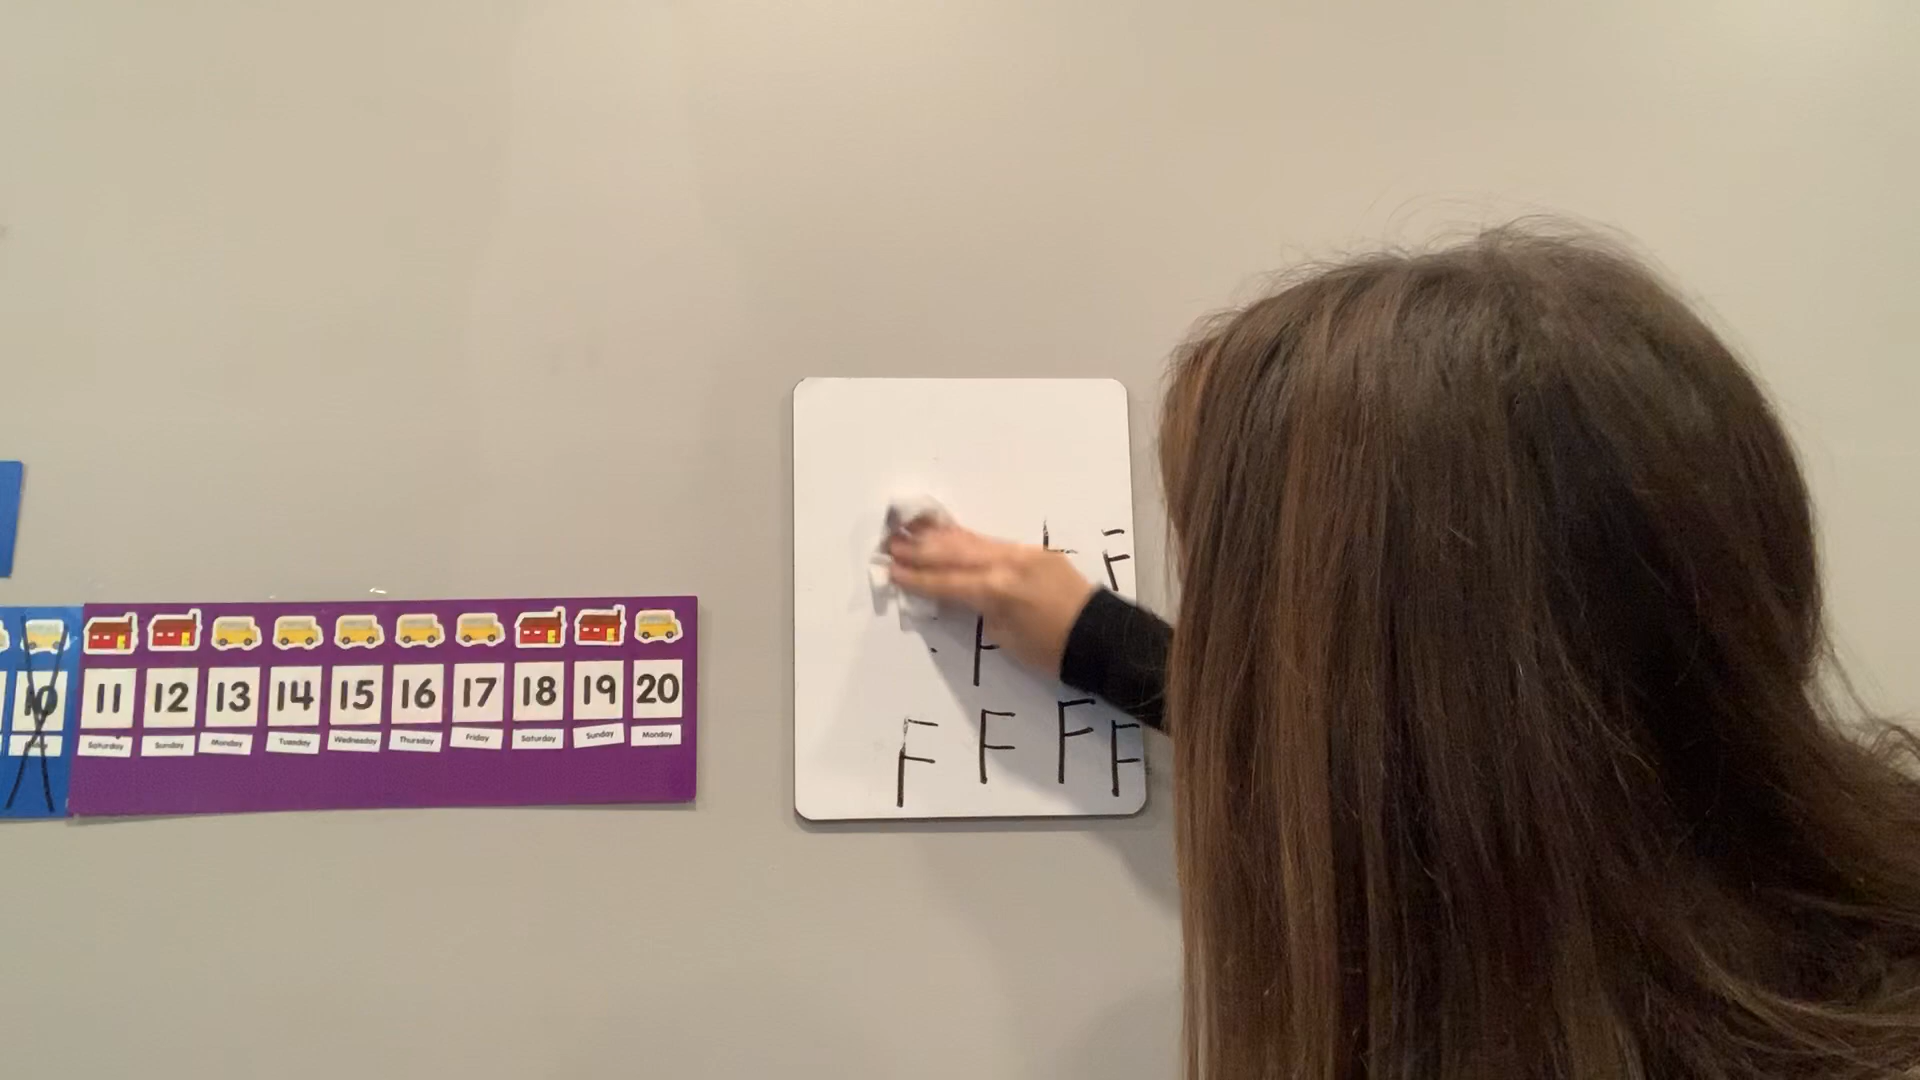 10 11 12 13 14 15 16 17 18 19 20
Saturday Sunday Monday Tuesday Wednesday Thursday Friday Saturday Sunday Monday
F
F
F F F F